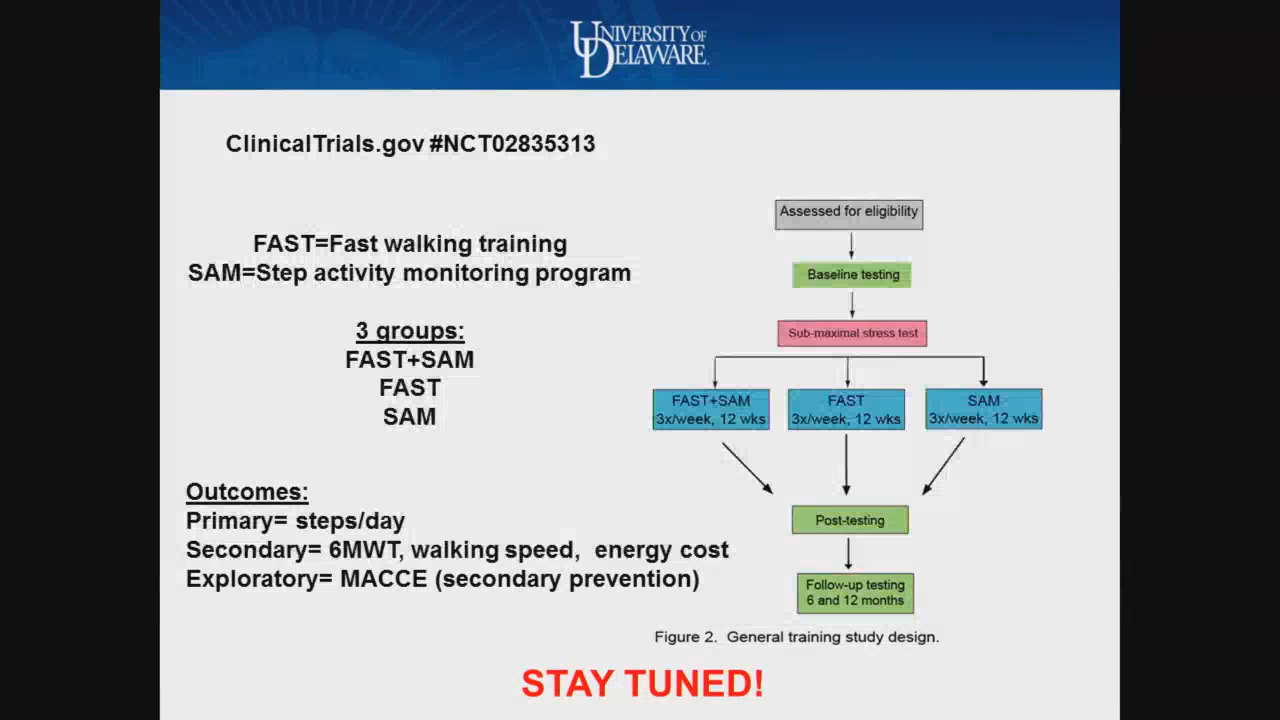 UNIVERSITY OF
DELAWARE.
ClinicalTrials.gov #NCT02835313
FAST=Fast walking training
SAM=Step activity monitoring program
3 groups:
FAST+SAM
FAST
SAM
Outcomes:
Primary= steps/day
Secondary= 6MWT, walking speed, energy cost
Exploratory= MACCE (secondary prevention)
Assessed for eligibility
Baseline testing
Sub-maximal stress test
FAST+SAM
3x/week, 12 wks
FAST
3x/week, 12 wks
SAM
3x/week, 12 wks
Post-testing
Follow-up testing
6 and 12 months
Figure 2. General training study design.
STAY TUNED!